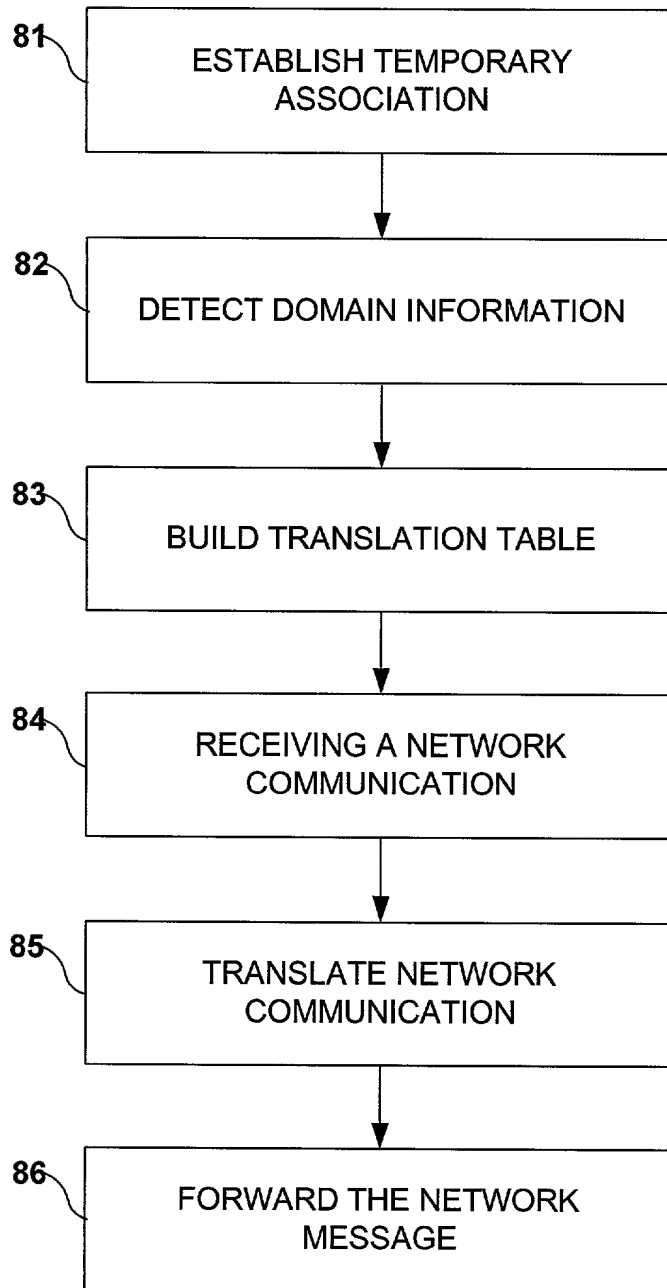 81
ESTABLISH TEMPORARY
ASSOCIATION
82
DETECT DOMAIN INFORMATION
83
BUILD TRANSLATION TABLE
84
RECEIVING A NETWORK
COMMUNICATION
85
TRANSLATE NETWORK
COMMUNICATION
86
FORWARD THE NETWORK
MESSAGE